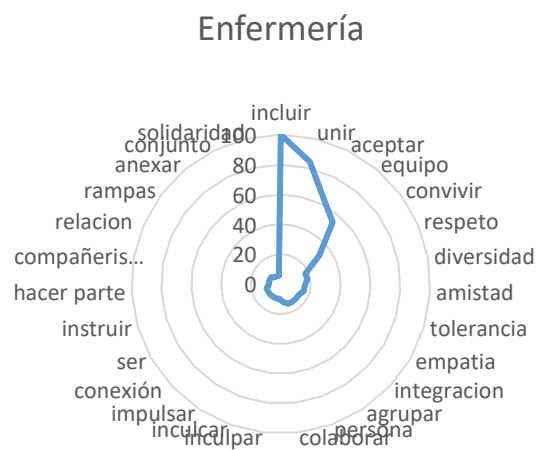 Enfermería
incluir
unir
aceptar
equipo
convivir
respeto
diversidad
amistad
tolerancia
empatia
integracion
agrupar
persona
colaborar
inculpar
inculcar
impulsar
conexión
ser
instruir
hacer parte
compañeris...
relacion
rampas
anexar
conjunto
solidaridad
100
80
60
40
20
0